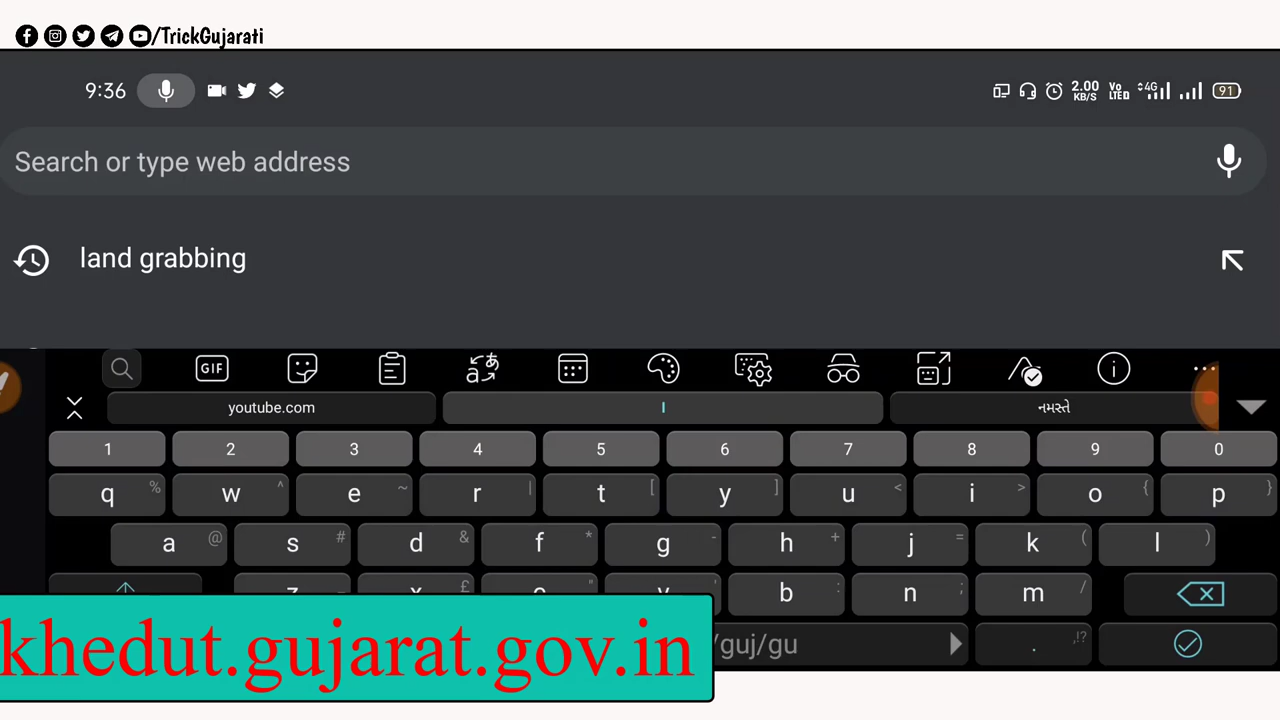 /TrickGujarati
9:36 2.00 KB/S Vo LTE 4G 91
Search or type web address
land grabbing
GIF
youtube.com I નમસ્તે
1 2 3 4 5 6 7 8 9 0
q % w ^ e ~ r | t [ y ] u < i > o { p }
a @ s # d & f * g - h + j = k ( l )
z x £ c " v ' b : n ; m /
khedut.gujarat.gov.in /guj/gu . ,!?